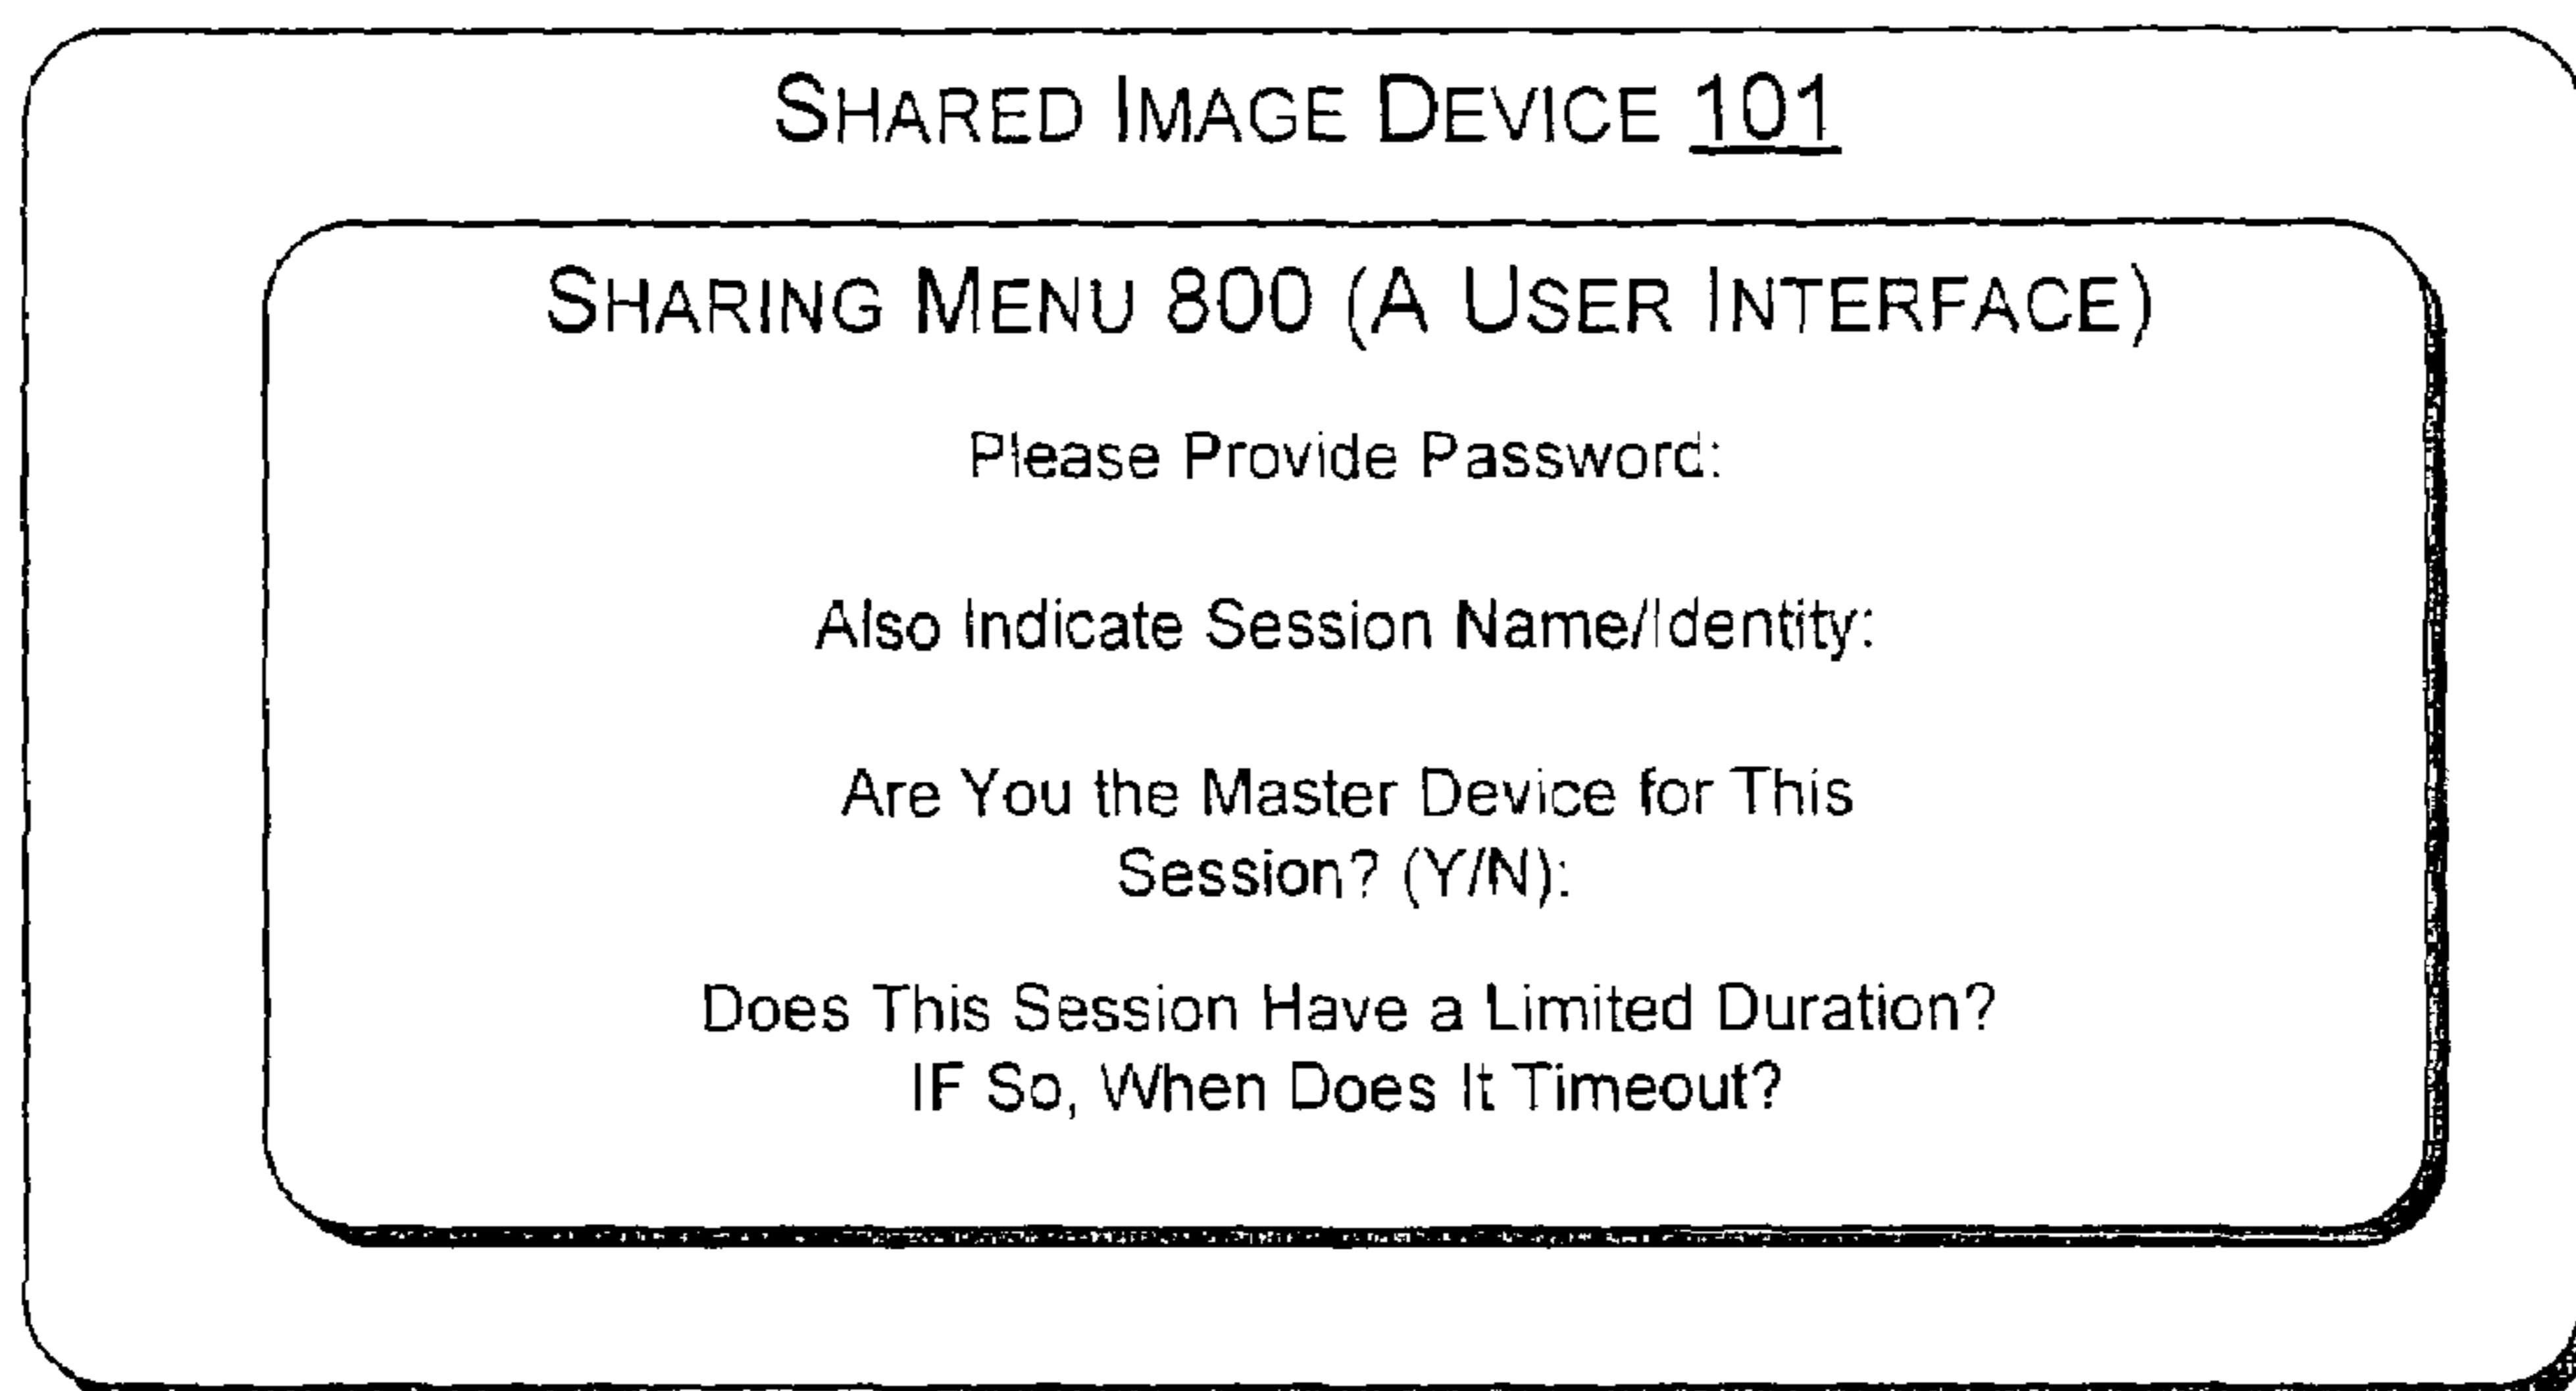 SHARED IMAGE DEVICE 101
SHARING MENU 800 (A USER INTERFACE)
Please Provide Password:
Also Indicate Session Name/Identity:
Are You the Master Device for This
Session? (Y/N):
Does This Session Have a Limited Duration?
IF So, When Does It Timeout?